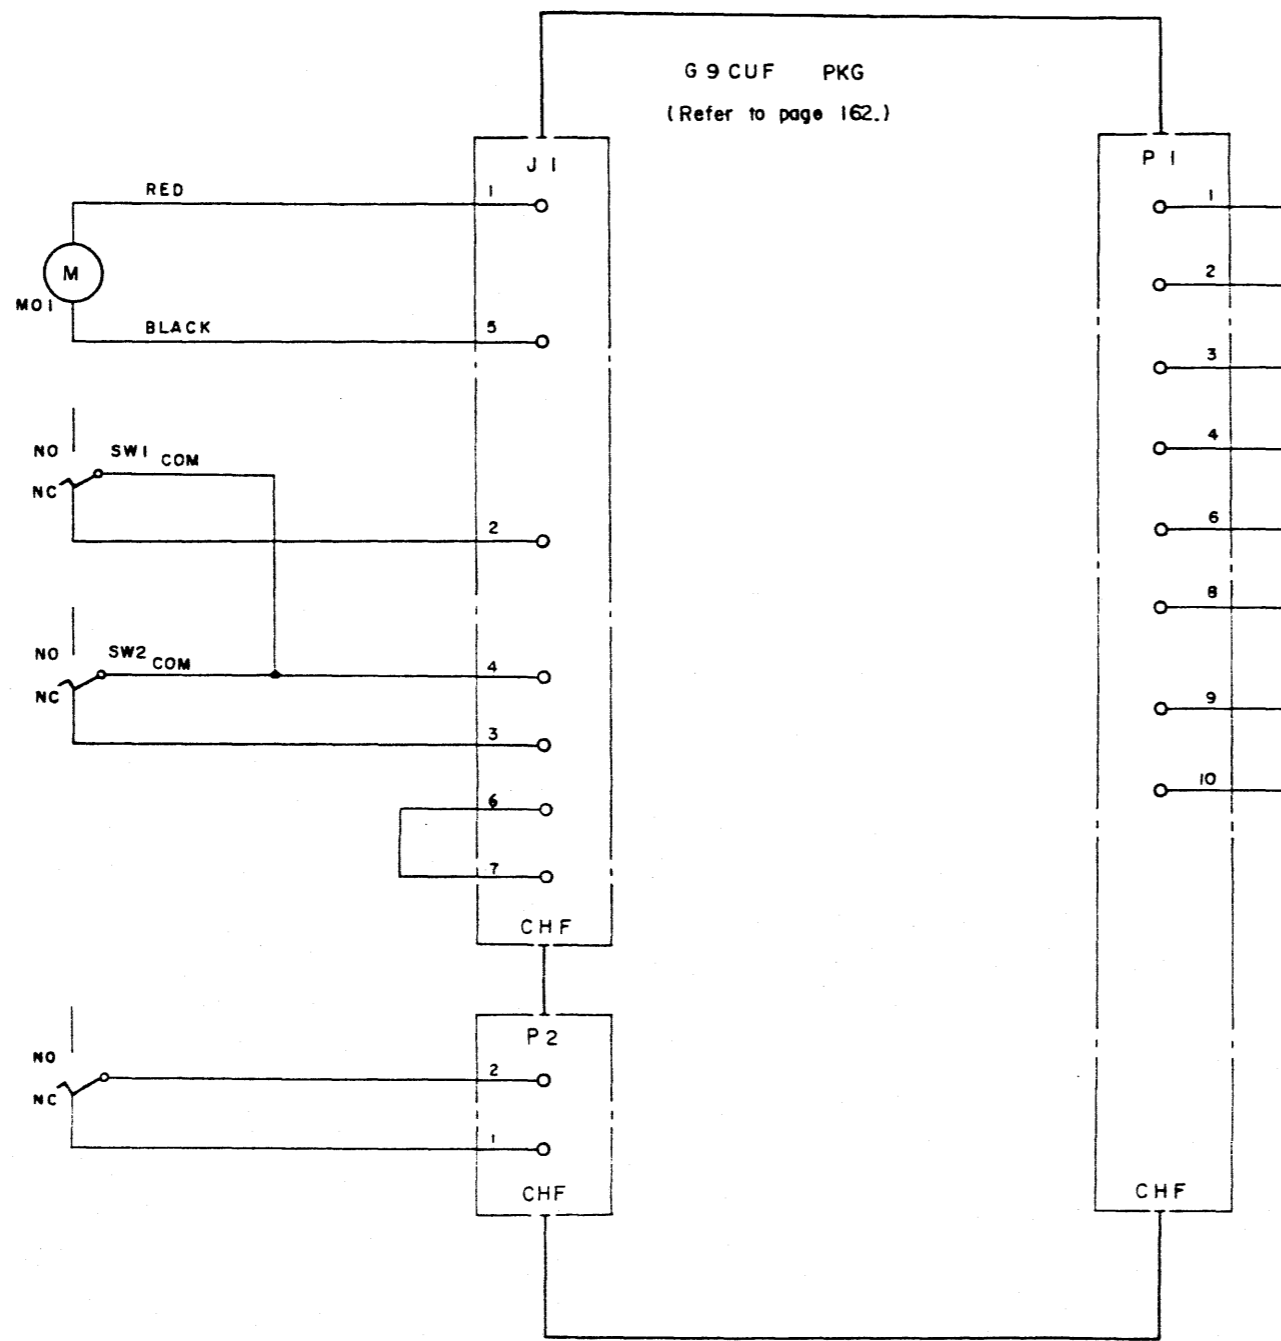 G 9 CUF PKG
(Refer to page 162.)
J 1
P 1
RED
1
1
M
MO1
2
BLACK
5
3
4
NO
SW1
COM
NC
2
6
8
NO
SW2
COM
4
NC
3
9
6
10
7
CHF
P 2
NO
2
NC
1
CHF
CHF